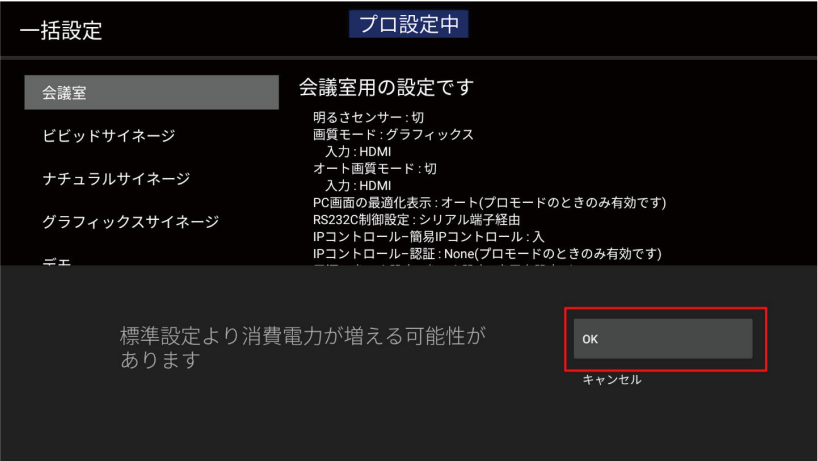 一括設定
プロ設定中
会議室
ビビッドサイネージ
ナチュラルサイネージ
グラフィックスサイネージ
デモ
会議室用の設定です
明るさセンサー : 切
画質モード : グラフィックス
入力 : HDMI
オート画質モード : 切
入力 : HDMI
PC画面の最適化表示 : オート(プロモードのときのみ有効です)
RS232C制御設定 : シリアル端子経由
IPコントロール–簡易IPコントロール : 入
IPコントロール–認証 : None(プロモードのときのみ有効です)
標準設定より消費電力が増える可能性が
あります
OK
キャンセル